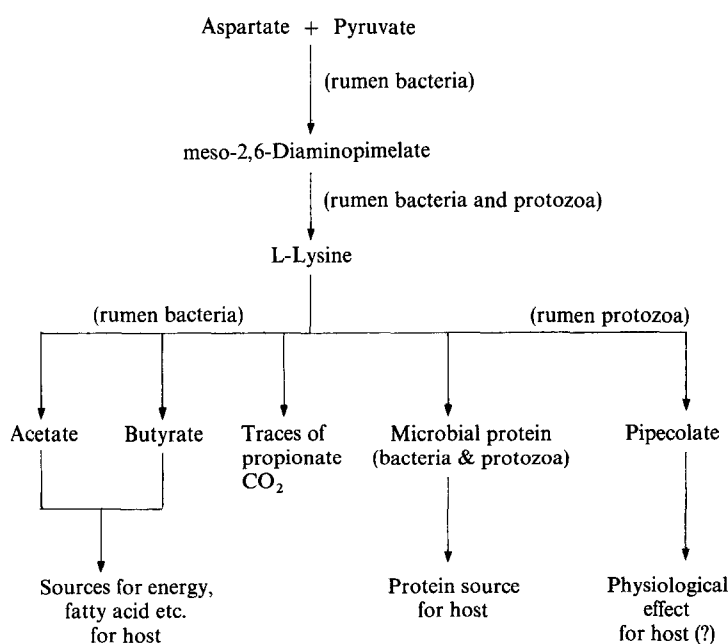 Aspartate + Pyruvate
(rumen bacteria)
meso-2,6-Diaminopimelate
(rumen bacteria and protozoa)
L-Lysine
(rumen bacteria)
(rumen protozoa)
Acetate
Butyrate
Traces of
propionate
CO₂
Microbial protein
(bacteria & protozoa)
Pipecolate
Sources for energy,
fatty acid etc.
for host
Protein source
for host
Physiological
effect
for host (?)